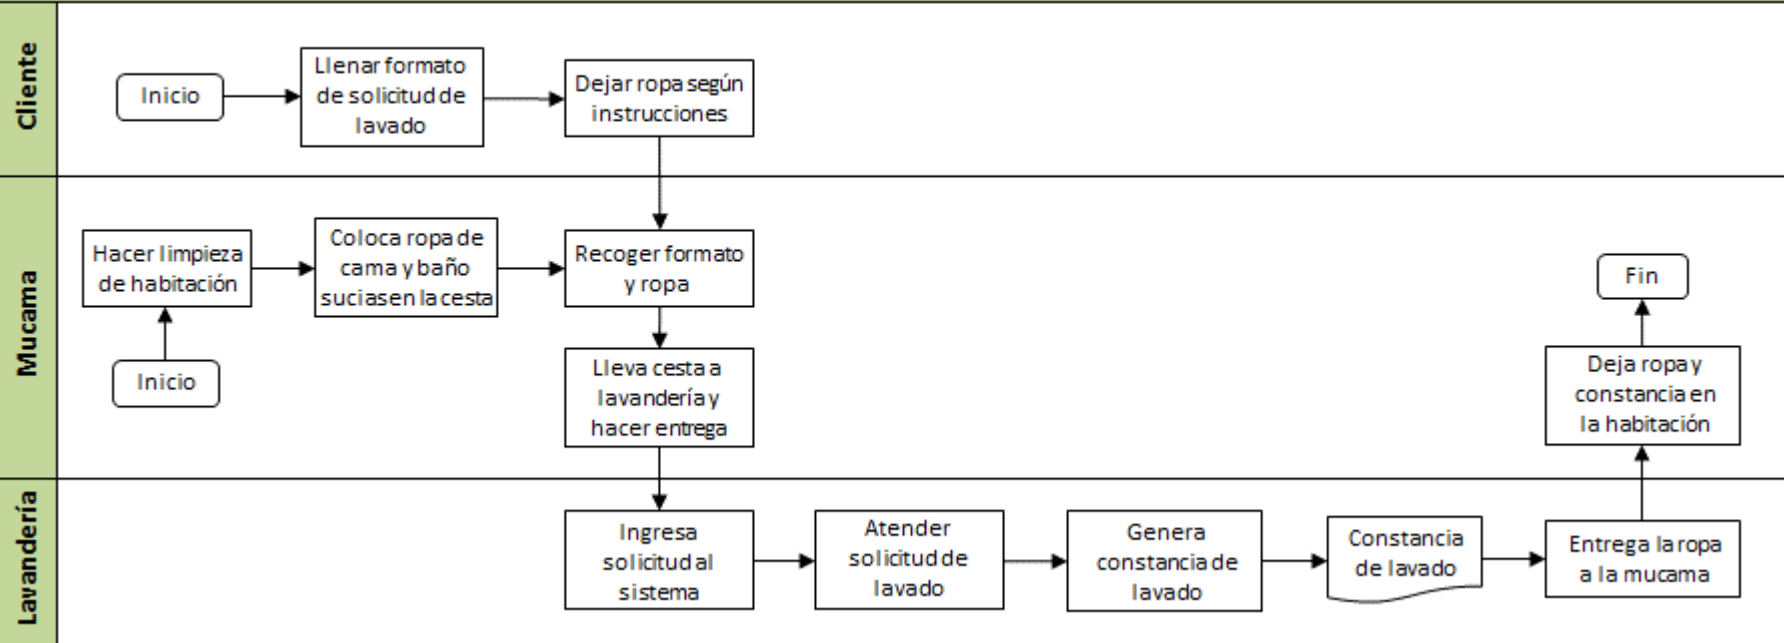 Cliente
Inicio
Llenar formato
de solicitud de
lavado
Dejar ropa según
instrucciones
Mucama
Hacer limpieza
de habitación
Inicio
Coloca ropa de
cama y baño
sucias en la cesta
Recoger formato
y ropa
Lleva cesta a
lavandería y
hacer entrega
Fin
Deja ropa y
constancia en
la habitación
Lavandería
Ingresa
solicitud al
sistema
Atender
solicitud de
lavado
Genera
constancia de
lavado
Constancia
de lavado
Entrega la ropa
a la mucama